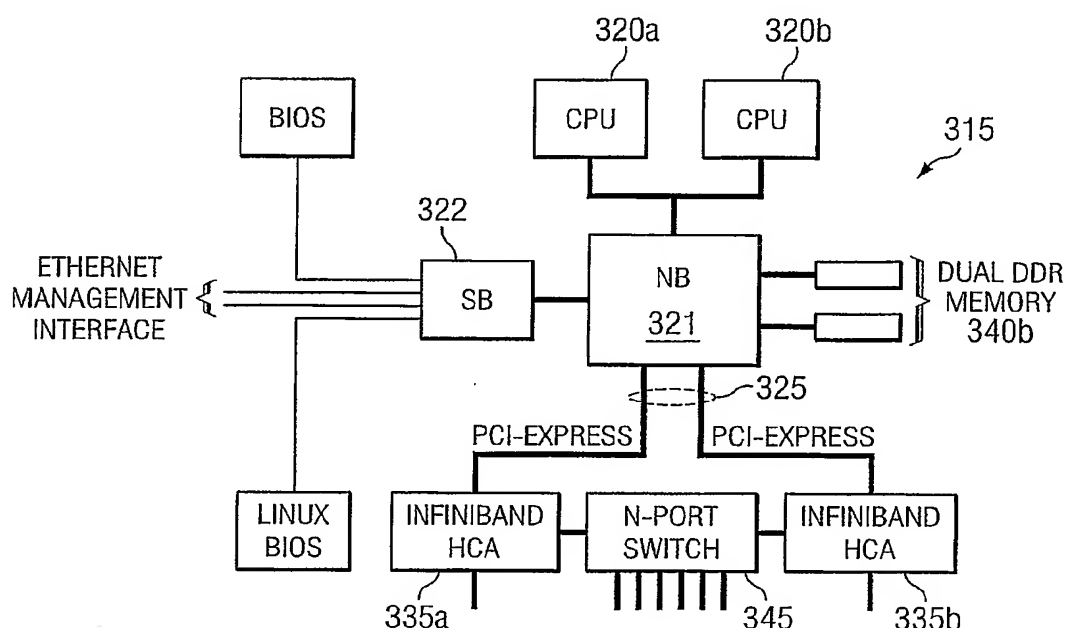 320a
320b
BIOS
CPU
CPU
315
322
ETHERNET
MANAGEMENT
INTERFACE
SB
NB
321
DUAL DDR
MEMORY
340b
325
PCI-EXPRESS
PCI-EXPRESS
LINUX
BIOS
INFINIBAND
HCA
N-PORT
SWITCH
INFINIBAND
HCA
335a
345
335b